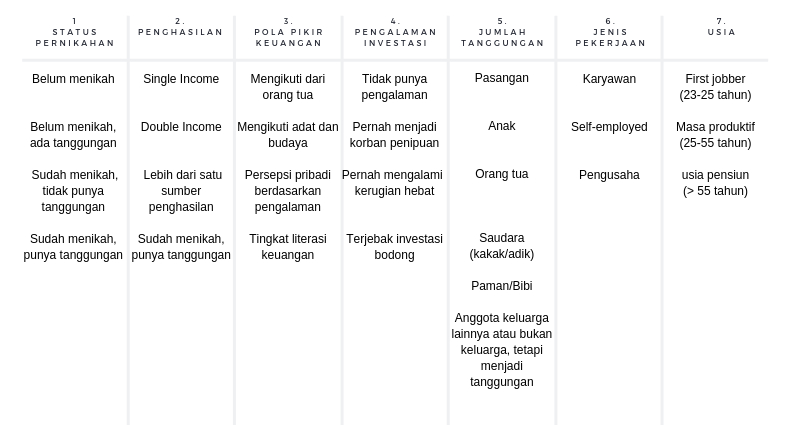 1
STATUS
PERNIKAHAN
Belum menikah
Belum menikah,
ada tanggungan
Sudah menikah,
tidak punya
tanggungan
Sudah menikah,
punya tanggungan
2.
PENGHASILAN
Single Income
Double Income
Lebih dari satu
sumber
penghasilan
Sudah menikah,
punya tanggungan
3.
POLA PIKIR
KEUANGAN
Mengikuti dari
orang tua
Mengikuti adat dan
budaya
Persepsi pribadi
berdasarkan
pengalaman
Tingkat literasi
keuangan
4.
PENGALAMAN
INVESTASI
Tidak punya
pengalaman
Pernah menjadi
korban penipuan
Pernah mengalami
kerugian hebat
Terjebak investasi
bodong
5.
JUMLAH
TANGGUNGAN
Pasangan
Anak
Orang tua
Saudara
(kakak/adik)
Paman/Bibi
Anggota keluarga
lainnya atau bukan
keluarga, tetapi
menjadi
tanggungan
6.
JENIS
PEKERJAAN
Karyawan
Self-employed
Pengusaha
7.
USIA
First jobber
(23-25 tahun)
Masa produktif
(25-55 tahun)
usia pensiun
(> 55 tahun)